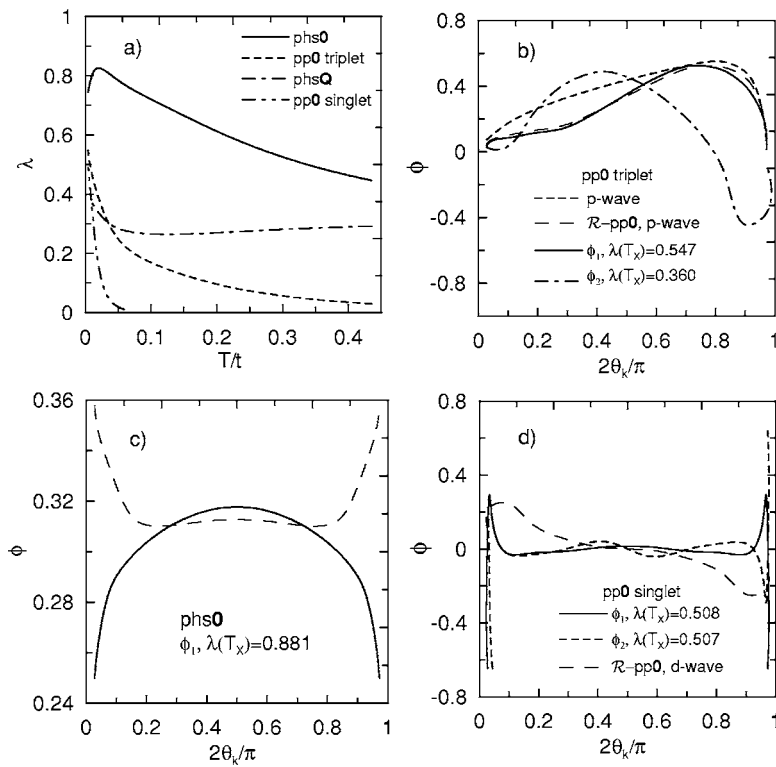 a)
phs0
pp0 triplet
phsQ
pp0 singlet
1
0.8
0.6
0.4
0.2
0
λ
0 0.1 0.2 0.3 0.4
T/t
b)
0.8
0.4
0
-0.4
-0.8
ϕ
pp0 triplet
p-wave
R–pp0, p-wave
ϕ1, λ(TX)=0.547
ϕ2, λ(TX)=0.360
0 0.2 0.4 0.6 0.8 1
2θk/π
c)
0.36
0.32
0.28
0.24
ϕ
phs0
ϕ1, λ(TX)=0.881
0 0.2 0.4 0.6 0.8 1
2θk/π
d)
0.8
0.4
0
-0.4
-0.8
ϕ
pp0 singlet
ϕ1, λ(TX)=0.508
ϕ2, λ(TX)=0.507
R–pp0, d-wave
0 0.2 0.4 0.6 0.8 1
2θk/π